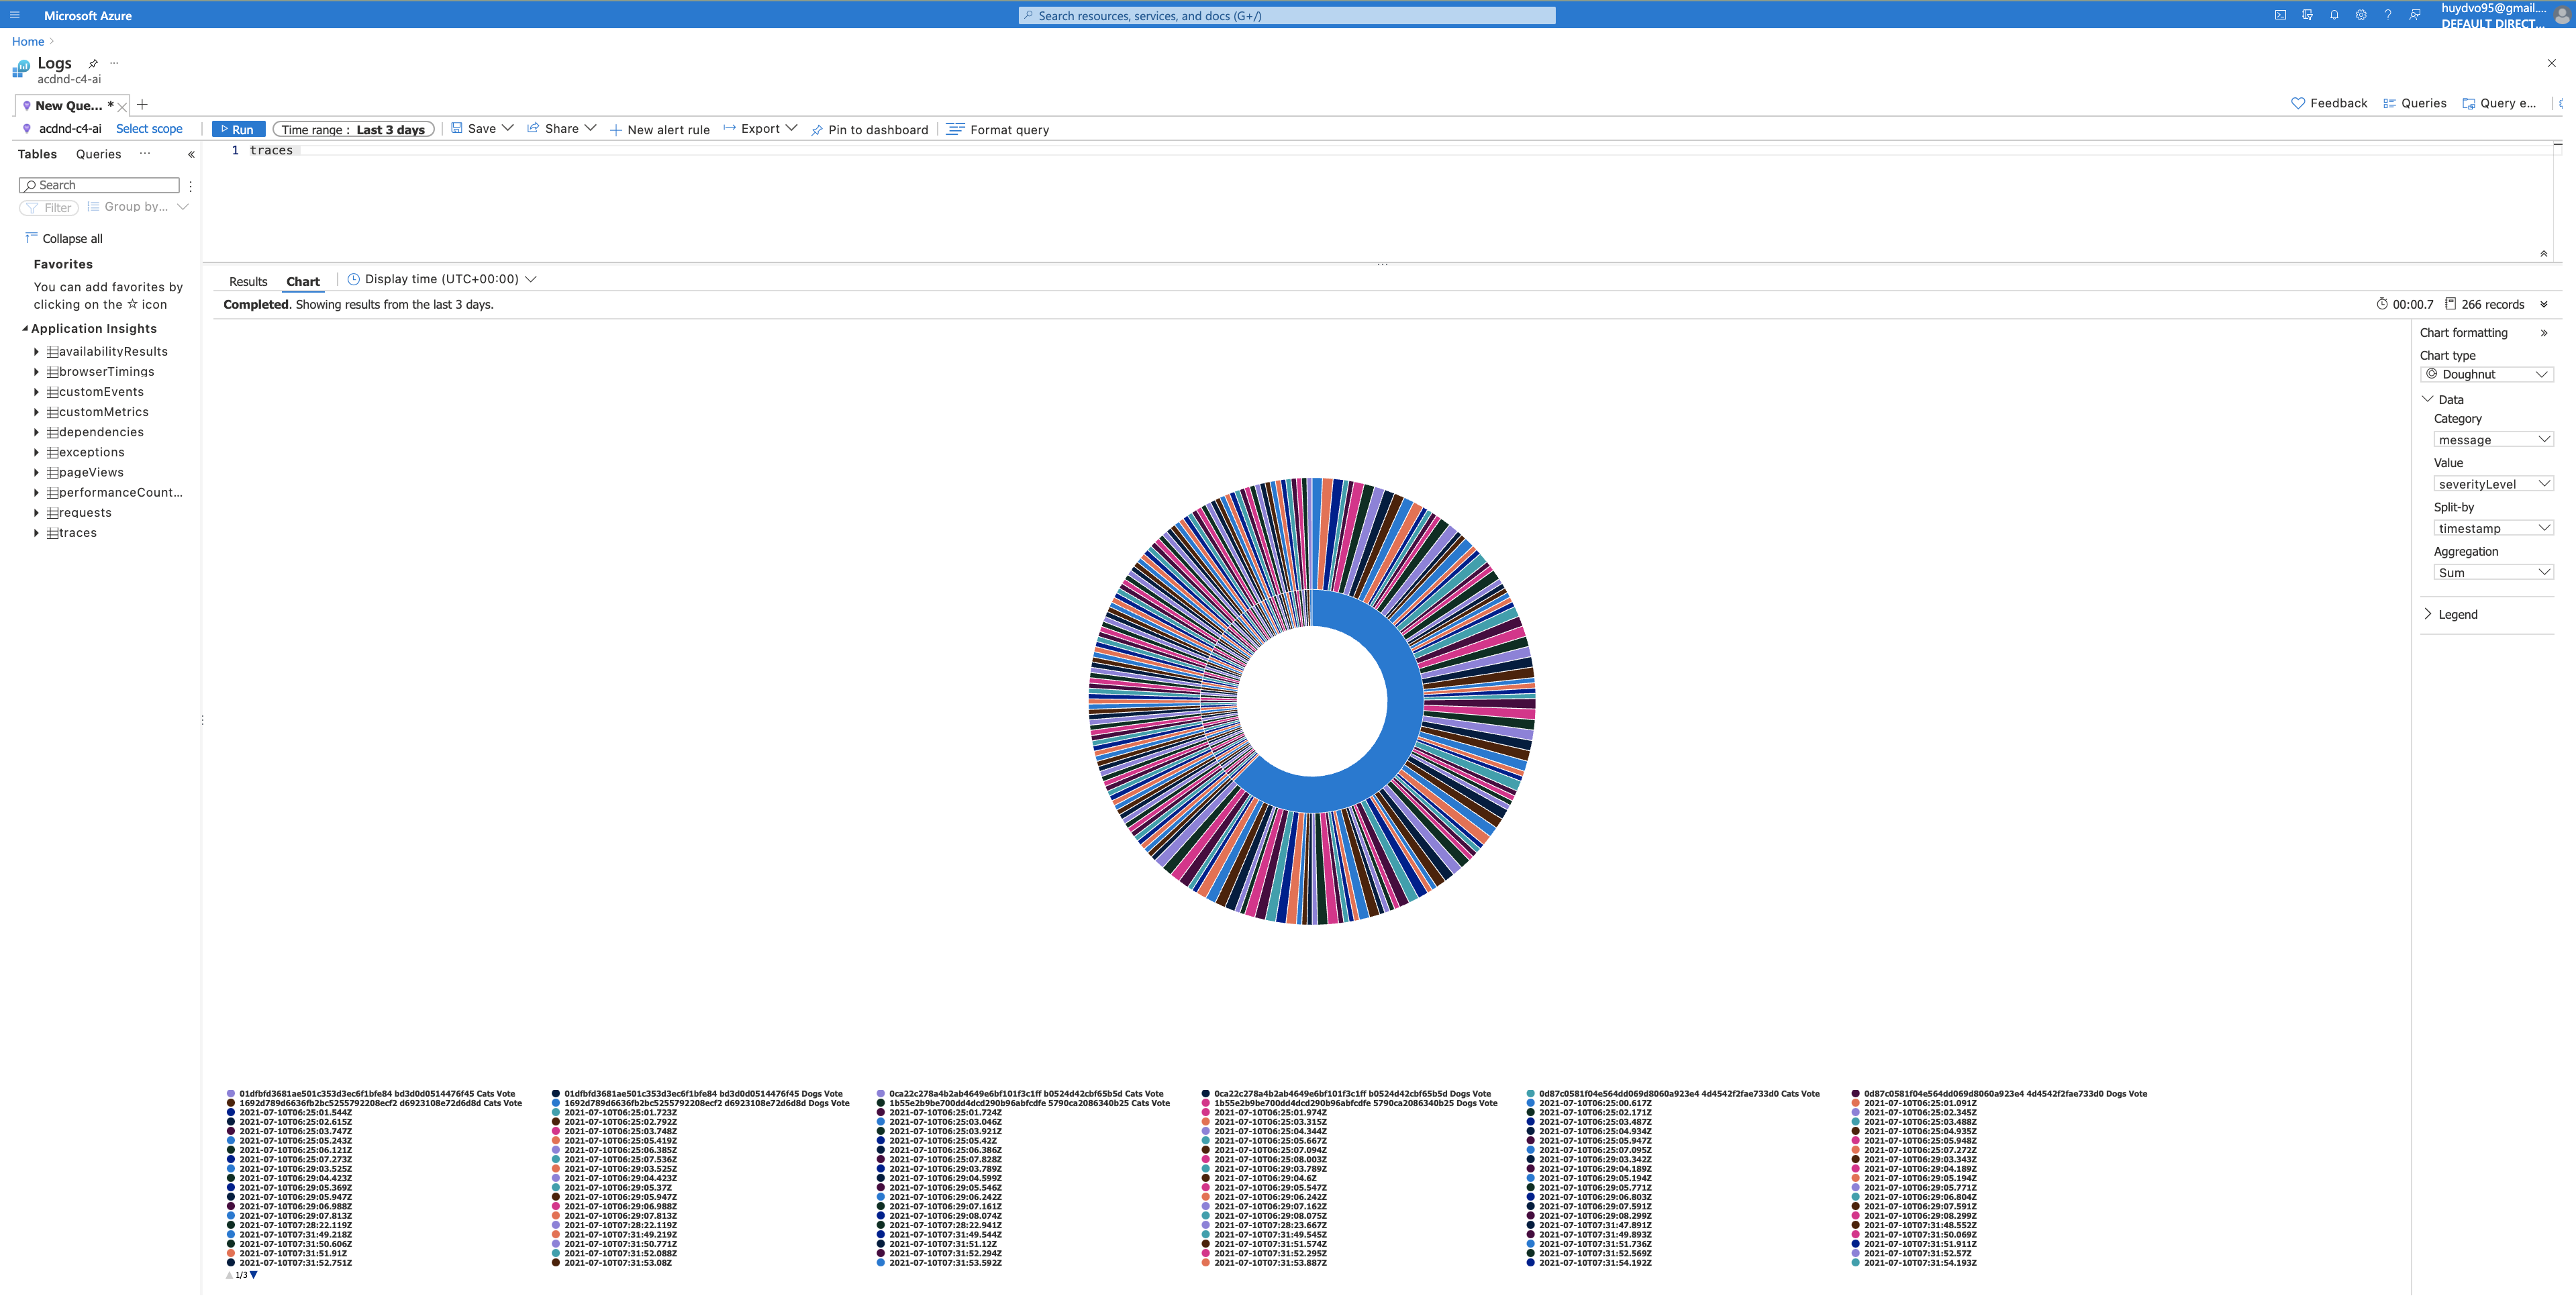 Microsoft Azure
Search resources, services, and docs (G+/)
huydvo95@gmail....
DEFAULT DIRECT...
Home
Logs
acdnd-c4-ai
New Que... *
Feedback
Queries
Query e...
acdnd-c4-ai Select scope
Run
Time range : Last 3 days
Save
Share
New alert rule
Export
Pin to dashboard
Format query
Tables Queries
Search
Filter
Group by...
Collapse all
Favorites
You can add favorites by
clicking on the ☆ icon
Application Insights
availabilityResults
browserTimings
customEvents
customMetrics
dependencies
exceptions
pageViews
performanceCount...
requests
traces
1 traces
Results Chart Display time (UTC+00:00)
Completed. Showing results from the last 3 days.
00:00.7 266 records
Chart formatting
Chart type
Doughnut
Data
Category
message
Value
severityLevel
Split-by
timestamp
Aggregation
Sum
Legend
01dfbfd3681ae501c353d3ec6f1bfe84 bd3d0d0514476f45 Cats Vote 01dfbfd3681ae501c353d3ec6f1bfe84 bd3d0d0514476f45 Dogs Vote 0ca22c278a4b2ab4649e6bf101f3c1ff b0524d42cbf65b5d Cats Vote 0ca22c278a4b2ab4649e6bf101f3c1ff b0524d42cbf65b5d Dogs Vote 0d87c0581f04e564dd069d8060a923e4 4d4542f2fae733d0 Cats Vote 0d87c0581f04e564dd069d8060a923e4 4d4542f2fae733d0 Dogs Vote
1692d789d6636fb2bc5255792208ecf2 d6923108e72d6d8d Cats Vote 1692d789d6636fb2bc5255792208ecf2 d6923108e72d6d8d Dogs Vote 1b55e2b9be700dd4dcd290b96abfcdfe 5790ca2086340b25 Cats Vote 1b55e2b9be700dd4dcd290b96abfcdfe 5790ca2086340b25 Dogs Vote 2021-07-10T06:25:00.617Z 2021-07-10T06:25:01.091Z
2021-07-10T06:25:01.544Z 2021-07-10T06:25:01.723Z 2021-07-10T06:25:01.724Z 2021-07-10T06:25:01.974Z 2021-07-10T06:25:02.171Z 2021-07-10T06:25:02.345Z
2021-07-10T06:25:02.615Z 2021-07-10T06:25:02.792Z 2021-07-10T06:25:03.046Z 2021-07-10T06:25:03.315Z 2021-07-10T06:25:03.487Z 2021-07-10T06:25:03.488Z
2021-07-10T06:25:03.747Z 2021-07-10T06:25:03.748Z 2021-07-10T06:25:03.921Z 2021-07-10T06:25:04.344Z 2021-07-10T06:25:04.934Z 2021-07-10T06:25:04.935Z
2021-07-10T06:25:05.243Z 2021-07-10T06:25:05.419Z 2021-07-10T06:25:05.42Z 2021-07-10T06:25:05.667Z 2021-07-10T06:25:05.947Z 2021-07-10T06:25:05.948Z
2021-07-10T06:25:06.121Z 2021-07-10T06:25:06.385Z 2021-07-10T06:25:06.386Z 2021-07-10T06:25:07.094Z 2021-07-10T06:25:07.095Z 2021-07-10T06:25:07.272Z
2021-07-10T06:25:07.273Z 2021-07-10T06:25:07.536Z 2021-07-10T06:25:07.828Z 2021-07-10T06:25:08.003Z 2021-07-10T06:29:03.342Z 2021-07-10T06:29:03.343Z
2021-07-10T06:29:03.525Z 2021-07-10T06:29:03.525Z 2021-07-10T06:29:03.789Z 2021-07-10T06:29:03.789Z 2021-07-10T06:29:04.189Z 2021-07-10T06:29:04.189Z
2021-07-10T06:29:04.423Z 2021-07-10T06:29:04.423Z 2021-07-10T06:29:04.599Z 2021-07-10T06:29:04.6Z 2021-07-10T06:29:05.194Z 2021-07-10T06:29:05.194Z
2021-07-10T06:29:05.369Z 2021-07-10T06:29:05.37Z 2021-07-10T06:29:05.546Z 2021-07-10T06:29:05.547Z 2021-07-10T06:29:05.771Z 2021-07-10T06:29:05.771Z
2021-07-10T06:29:05.947Z 2021-07-10T06:29:05.947Z 2021-07-10T06:29:06.242Z 2021-07-10T06:29:06.242Z 2021-07-10T06:29:06.803Z 2021-07-10T06:29:06.804Z
2021-07-10T06:29:06.988Z 2021-07-10T06:29:06.988Z 2021-07-10T06:29:07.161Z 2021-07-10T06:29:07.162Z 2021-07-10T06:29:07.591Z 2021-07-10T06:29:07.591Z
2021-07-10T06:29:07.813Z 2021-07-10T06:29:07.813Z 2021-07-10T06:29:08.074Z 2021-07-10T06:29:08.075Z 2021-07-10T06:29:08.299Z 2021-07-10T06:29:08.299Z
2021-07-10T07:28:22.119Z 2021-07-10T07:28:22.119Z 2021-07-10T07:28:22.941Z 2021-07-10T07:28:23.667Z 2021-07-10T07:31:47.891Z 2021-07-10T07:31:48.552Z
2021-07-10T07:31:49.218Z 2021-07-10T07:31:49.219Z 2021-07-10T07:31:49.544Z 2021-07-10T07:31:49.545Z 2021-07-10T07:31:49.893Z 2021-07-10T07:31:50.069Z
2021-07-10T07:31:50.606Z 2021-07-10T07:31:50.771Z 2021-07-10T07:31:51.12Z 2021-07-10T07:31:51.574Z 2021-07-10T07:31:51.736Z 2021-07-10T07:31:51.911Z
2021-07-10T07:31:51.91Z 2021-07-10T07:31:52.088Z 2021-07-10T07:31:52.294Z 2021-07-10T07:31:52.295Z 2021-07-10T07:31:52.569Z 2021-07-10T07:31:52.57Z
2021-07-10T07:31:52.751Z 2021-07-10T07:31:53.08Z 2021-07-10T07:31:53.592Z 2021-07-10T07:31:53.887Z 2021-07-10T07:31:54.192Z 2021-07-10T07:31:54.193Z
1/3